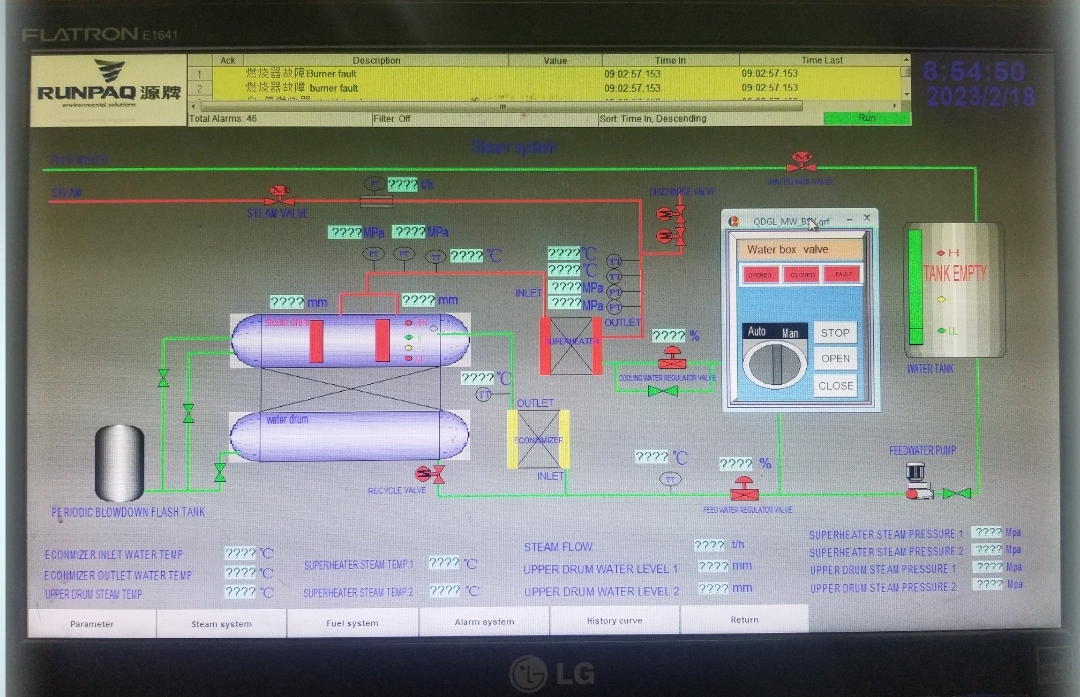 FLATRON E1641
Ack Description Value Time In Time Last
1 燃烧器故障 Burner fault 09:02:57.153 09:02:57.153
2 燃烧器故障 burner fault 09:02:57.153 09:02:57.153
RUNPAQ 源牌
environmental solutions
Total Alarms: 46 Filter: Off Sort: Time In, Descending Run
8:54:50
2023/2/18
Steam system
STEAM
???? t/h
STEAM VALVE
DISCHARGE VALVE
???? MPa ???? MPa
???? °C
???? °C
???? °C
???? MPa
???? MPa
INLET
OUTLET
TT
TT
PT
PT
QDGL_MW_BSV.grf
Water box valve
OPENED CLOSED FAULT
Auto Man
STOP
OPEN
CLOSE
H
TANK EMPTY
LL
WATER TANK
???? mm ???? mm
steam drum
SUPERHEATER
???? %
COOLING WATER REGULATOR VALVE
???? °C
TT
OUTLET
water drum
ECONOMIZER
INLET
RECYCLE VALVE
???? °C
TT
???? %
FEED WATER REGULATOR VALVE
FEEDWATER PUMP
PERIODIC BLOWDOWN FLASH TANK
ECONMIZER INLET WATER TEMP ???? °C
ECONMIZER OUTLET WATER TEMP ???? °C
UPPER DRUM STEAM TEMP ???? °C
SUPERHEATER STEAM TEMP.1 ???? °C
SUPERHEATER STEAM TEMP.2 ???? °C
STEAM FLOW ???? t/h
UPPER DRUM WATER LEVEL 1 ???? mm
UPPER DRUM WATER LEVEL 2 ???? mm
SUPERHEATER STEAM PRESSURE 1 ???? Mpa
SUPERHEATER STEAM PRESSURE 2 ???? Mpa
UPPER DRUM STEAM PRESSURE 1 ???? Mpa
UPPER DRUM STEAM PRESSURE 2 ???? Mpa
Parameter Steam system Fuel system Alarm system History curve Return
LG